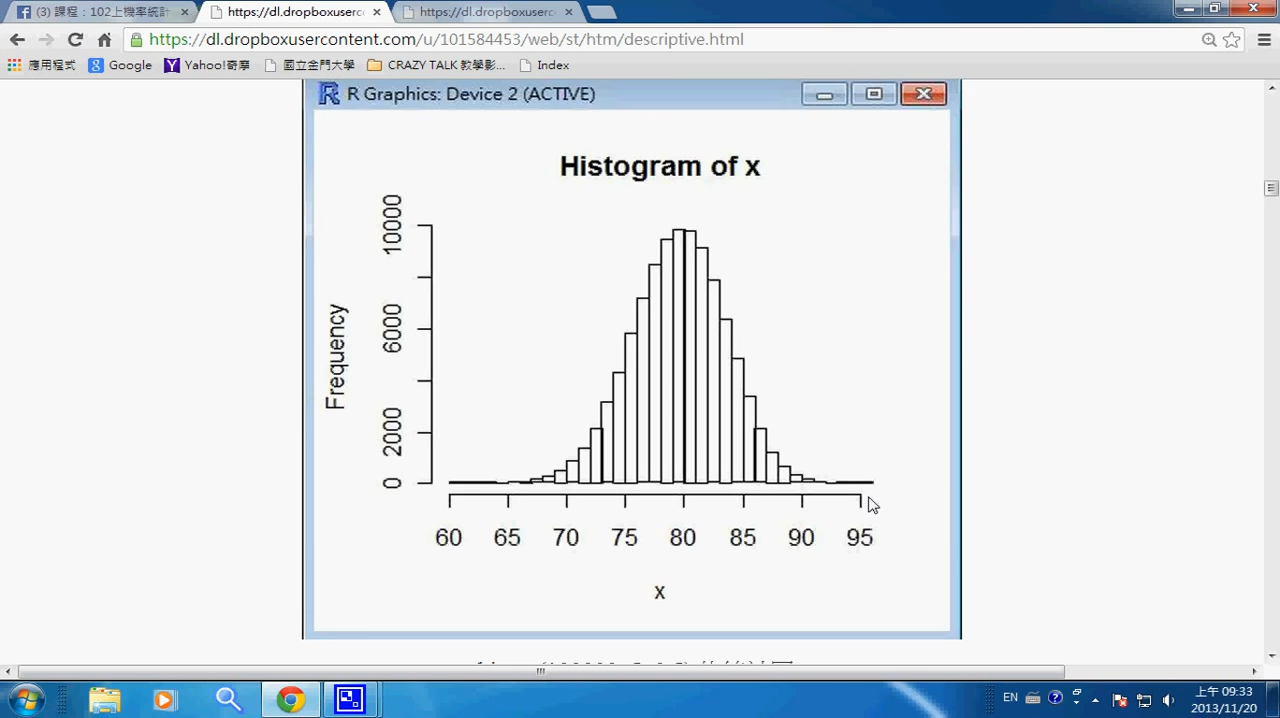 (3) 課程：102上機率統計
https://dl.dropboxuserco
https://dl.dropboxuserco
https://dl.dropboxusercontent.com/u/101584453/web/st/htm/descriptive.html
應用程式
Google
Yahoo!奇摩
國立金門大學
CRAZY TALK 教學影...
Index
R Graphics: Device 2 (ACTIVE)
Histogram of x
Frequency
10000
6000
2000
0
60 65 70 75 80 85 90 95
x
EN
上午 09:33
2013/11/20